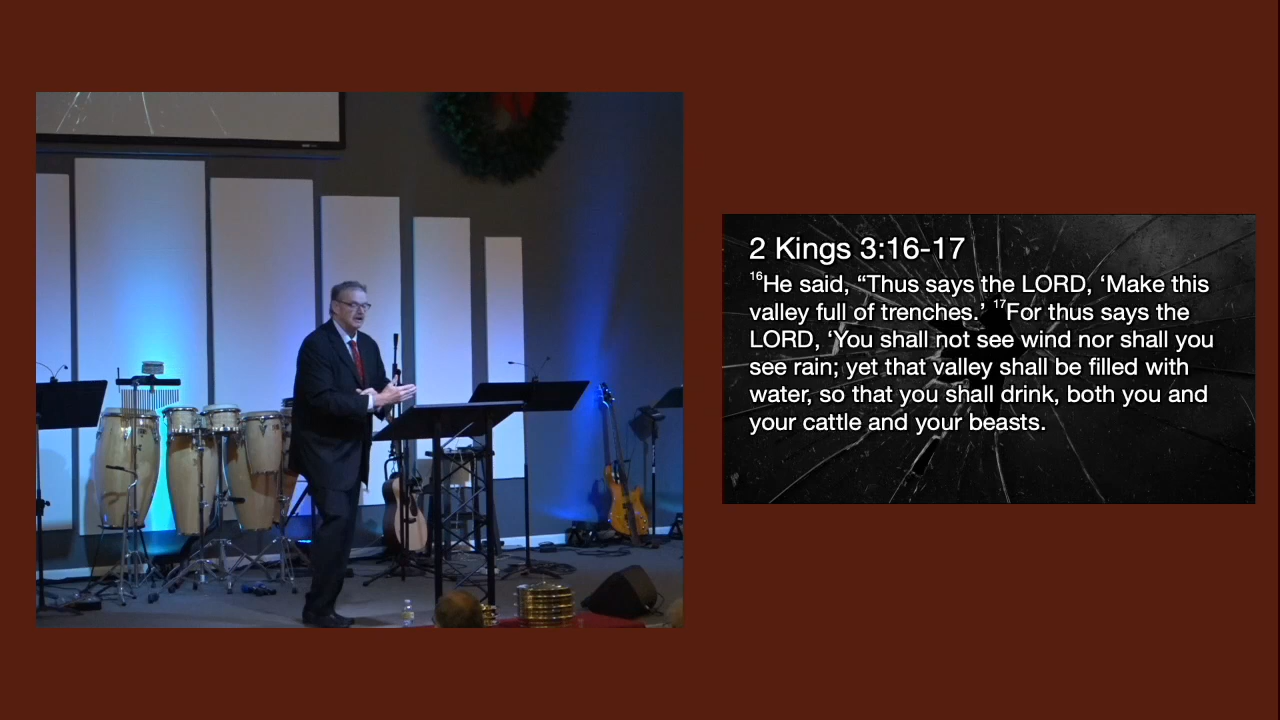 2 Kings 3:16-17
16He said, “Thus says the LORD, ‘Make this
valley full of trenches.’ 17For thus says the
LORD, ‘You shall not see wind nor shall you
see rain; yet that valley shall be filled with
water, so that you shall drink, both you and
your cattle and your beasts.